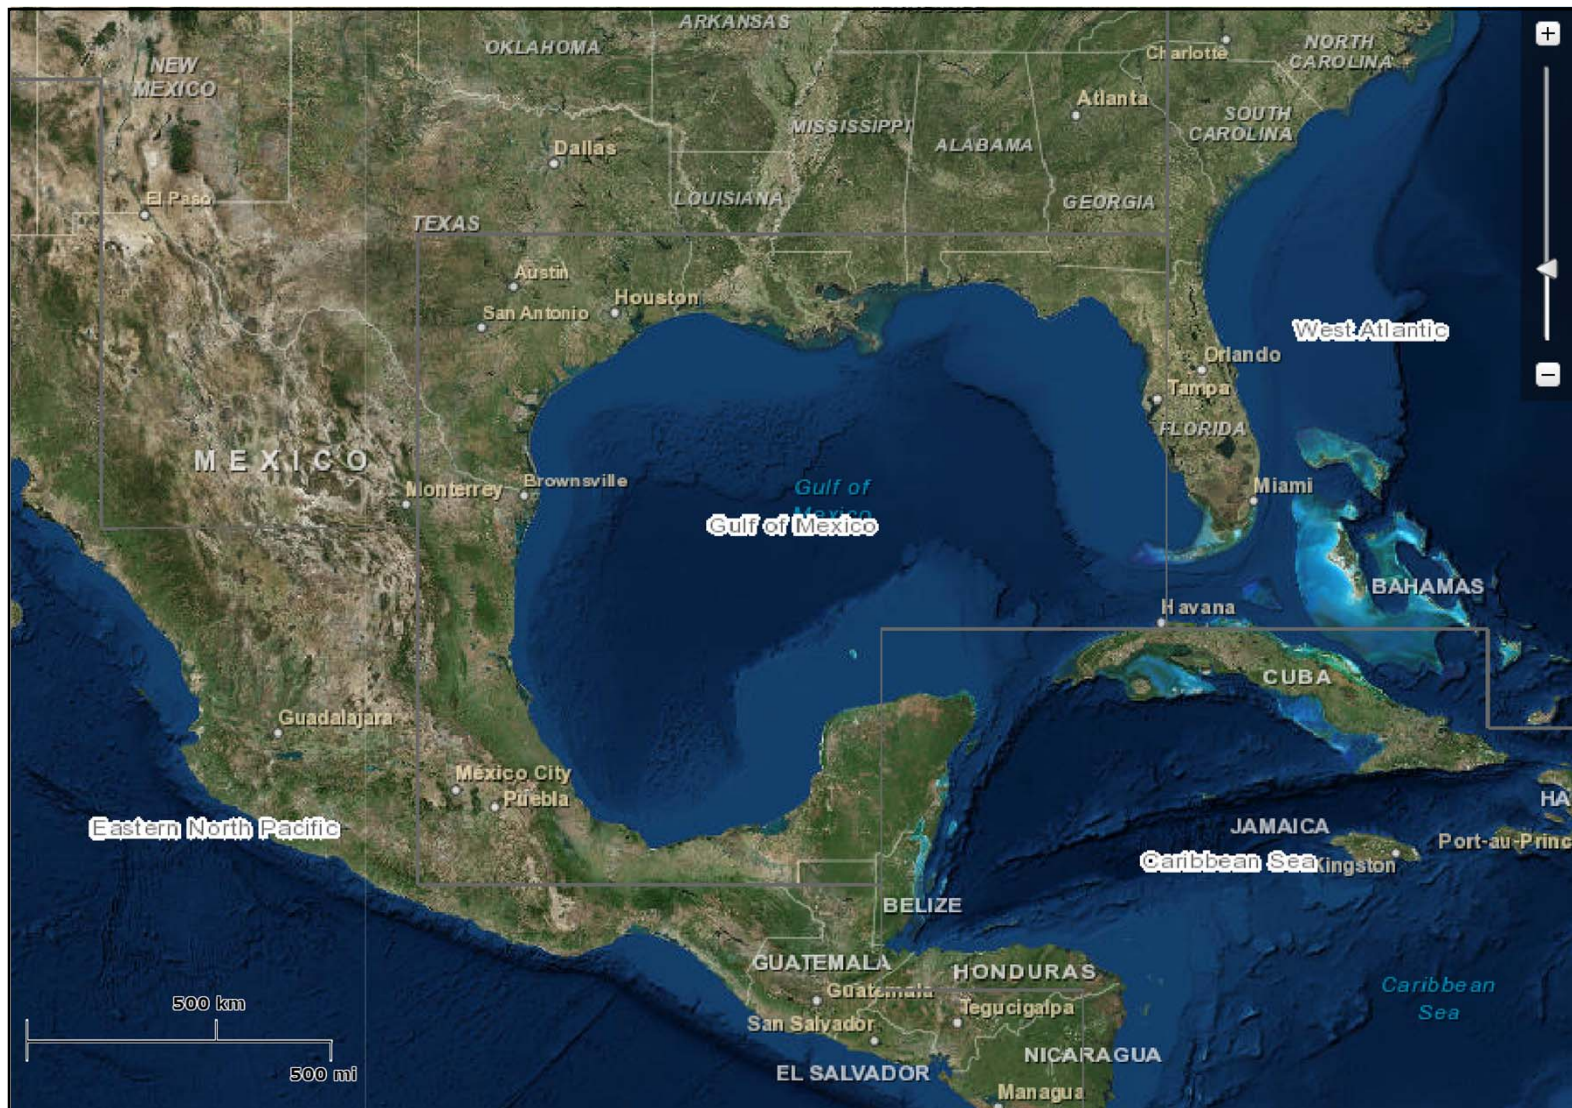 ARKANSAS
OKLAHOMA
NORTH
CAROLINA
Charlotte
NEW
MEXICO
Atlanta
SOUTH
CAROLINA
MISSISSIPPI
ALABAMA
Dallas
El Paso
LOUISIANA
GEORGIA
TEXAS
Austin
Houston
San Antonio
West Atlantic
Orlando
Tampa
FLORIDA
MEXICO
Monterrey
Brownsville
Gulf of
Mexico
Gulf of Mexico
Miami
BAHAMAS
Havana
CUBA
Guadalajara
Mexico City
Puebla
HA
Eastern North Pacific
JAMAICA
Port-au-Princ
Caribbean Sea
Kingston
BELIZE
GUATEMALA
HONDURAS
Caribbean
Sea
Guatemala
500 km
Tegucigalpa
San Salvador
NICARAGUA
500 mi
EL SALVADOR
Managua
+
−